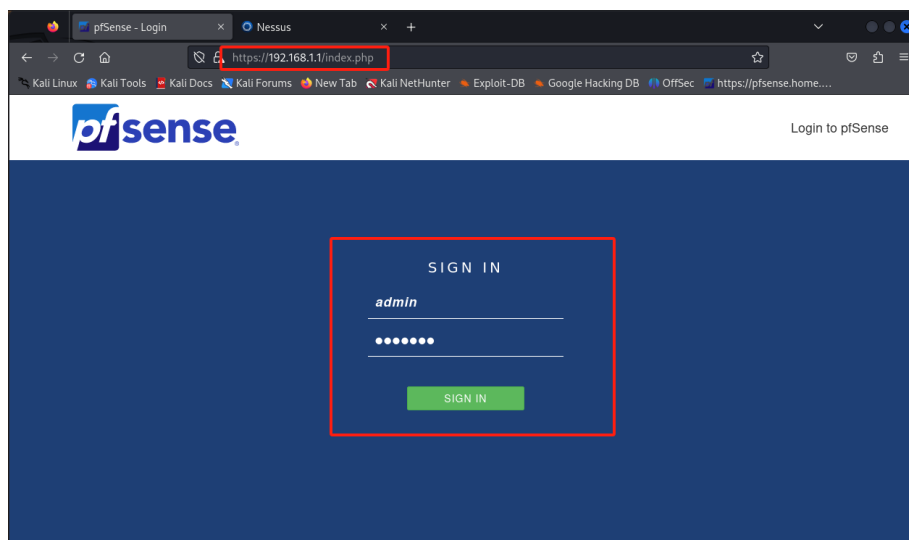 pfSense - Login
Nessus
https://192.168.1.1/index.php
Kali Linux Kali Tools Kali Docs Kali Forums New Tab Kali NetHunter Exploit-DB Google Hacking DB OffSec https://pfsense.home....
pfsense
Login to pfSense
SIGN IN
admin
●●●●●●●
SIGN IN